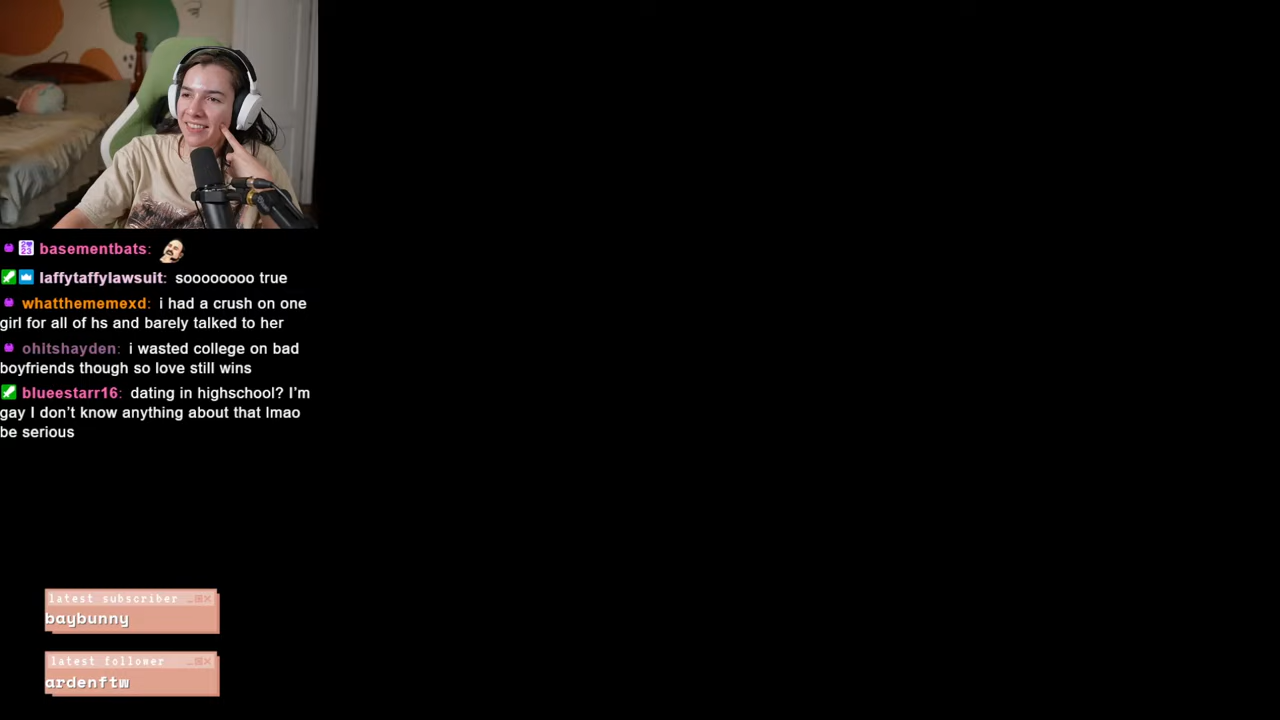 basementbats:
laffytaffylawsuit: soooooooo true
whatthememexd: i had a crush on one
girl for all of hs and barely talked to her
ohitshayden: i wasted college on bad
boyfriends though so love still wins
blueestarr16: dating in highschool? I'm
gay I don't know anything about that lmao
be serious
latest subscriber
baybunny
latest follower
ardenftw